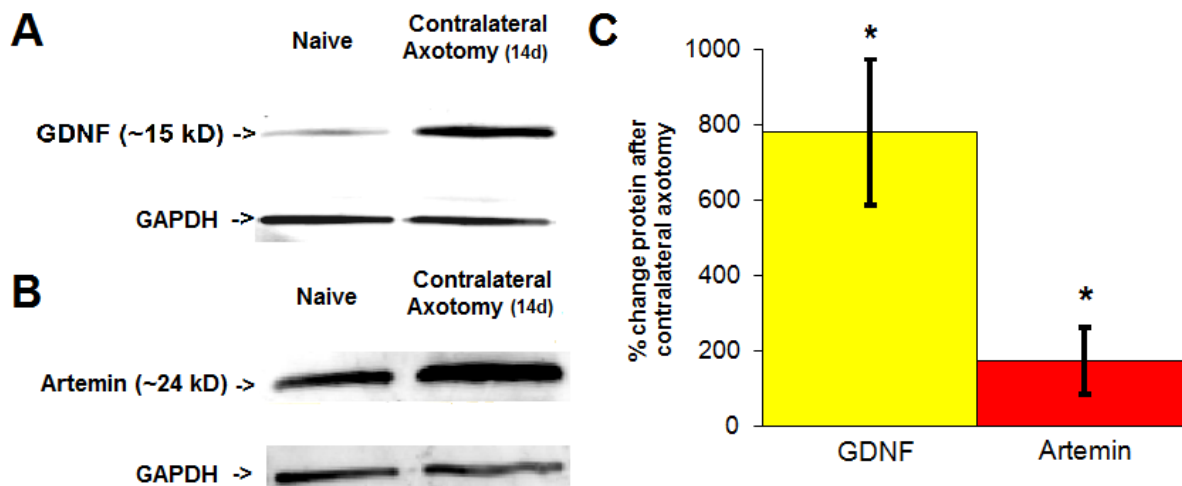 A
Naive
Contralateral
Axotomy (14d)
GDNF (~15 kD) ->
GAPDH ->
B
Naive
Contralateral
Axotomy (14d)
Artemin (~24 kD) ->
GAPDH ->
C
% change protein after
contralateral axotomy
1000
800
600
400
200
0
*
*
GDNF
Artemin